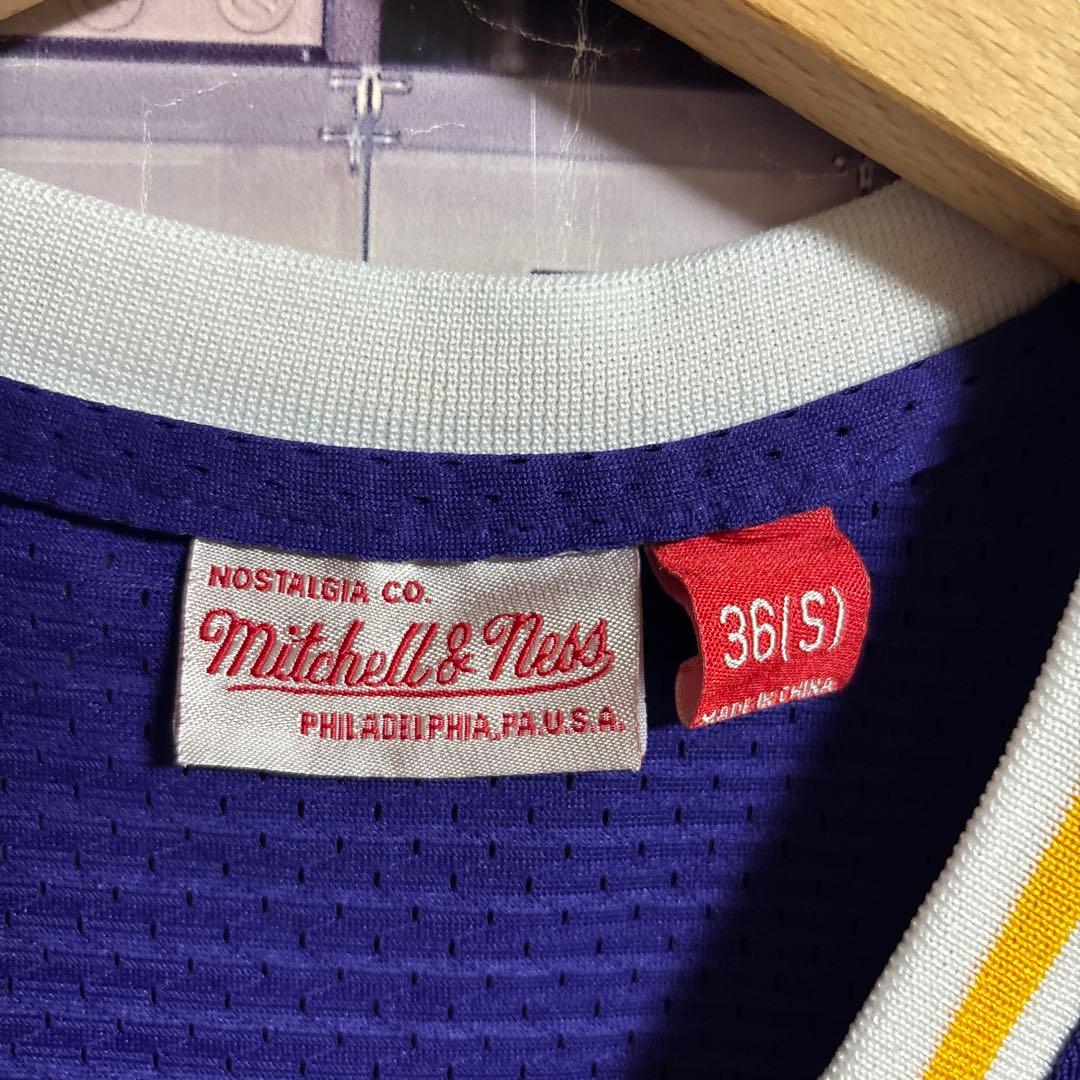 NOSTALGIA CO.
Mitchell & Ness
PHILADELPHIA, PA. U.S.A.
36(S)
MADE IN CHINA